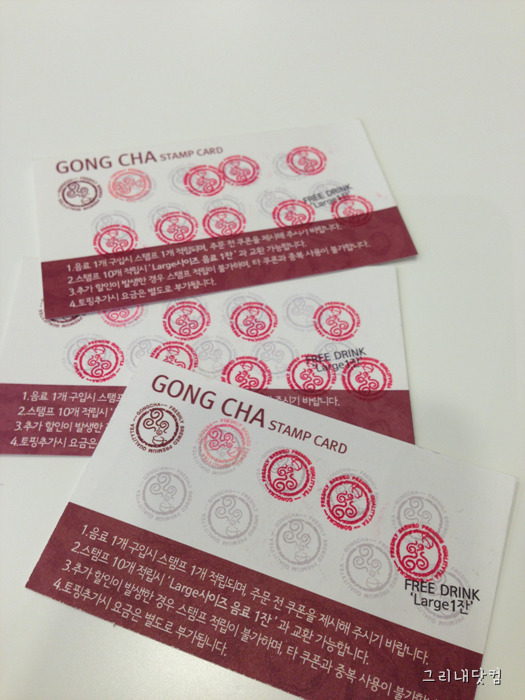 GONG CHA STAMP CARD
FREE DRINK
'Large1잔'
1.음료 1개 구입시 스탬프 1개 적립되며, 주문 전 쿠폰을 제시해 주시기 바랍니다.
2.스탬프 10개 적립시 'Large사이즈 음료 1잔' 과 교환 가능합니다.
3.추가 할인이 발생한 경우 스탬프 적립이 불가하며, 타 쿠폰과 중복 사용이 불가합니다.
4.토핑추가시 요금은 별도로 부가됩니다.
FREE DRINK
'Large1잔'
1.음료 1개 구입시
주시기 바랍니다.
2.스탬프 10개 적립시
3.추가 할인이 발생한
4.토핑추가시 요금은
GONG CHA STAMP CARD
FREE DRINK
'Large1잔'
1.음료 1개 구입시 스탬프 1개 적립되며, 주문 전 쿠폰을 제시해 주시기 바랍니다.
2.스탬프 10개 적립시 'Large사이즈 음료 1잔' 과 교환 가능합니다.
3.추가 할인이 발생한 경우 스탬프 적립이 불가하며, 타 쿠폰과 중복 사용이 불가
4.토핑추가시 요금은 별도로 부가됩니다.
그리내닷컴